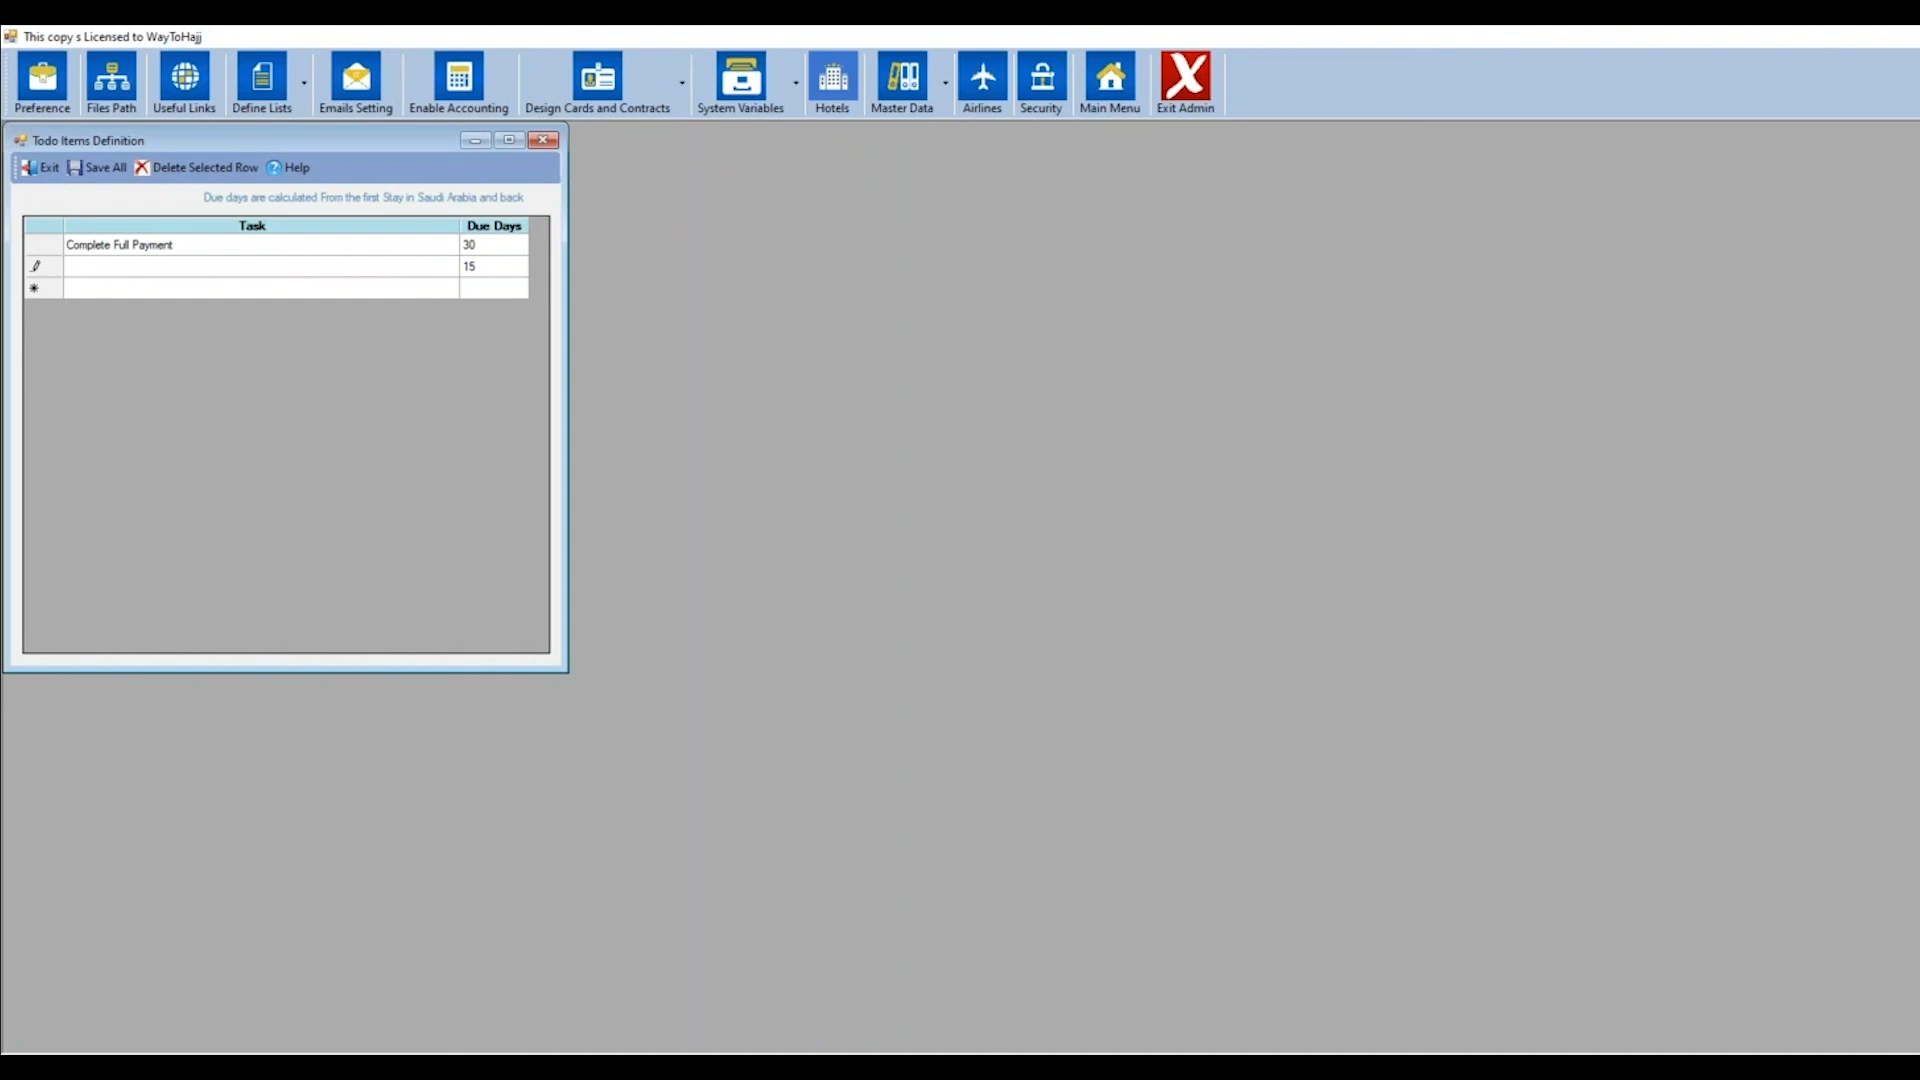 This copy s Licensed to WayToHajj
Preference Files Path Useful Links Define Lists Emails Setting Enable Accounting Design Cards and Contracts System Variables Hotels Master Data Airlines Security Main Menu Exit Admin
Todo Items Definition
Exit Save All Delete Selected Row Help
Due days are calculated From the first Stay in Saudi Arabia and back
Task Due Days
Complete Full Payment 30
15